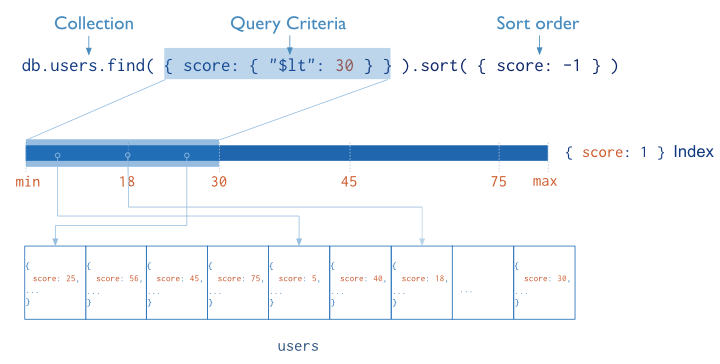 Collection Query Criteria Sort order
db.users.find( { score: { "$lt": 30 } } ).sort( { score: -1 } )
{ score: 1 } Index
min 18 30 45 75 max
{ { { { { { { {
score: 25, score: 56, score: 45, score: 75, score: 5, score: 40, score: 18, score: 30,
... ... ... ... ... ... ... ... ...
} } } } } } } }
users